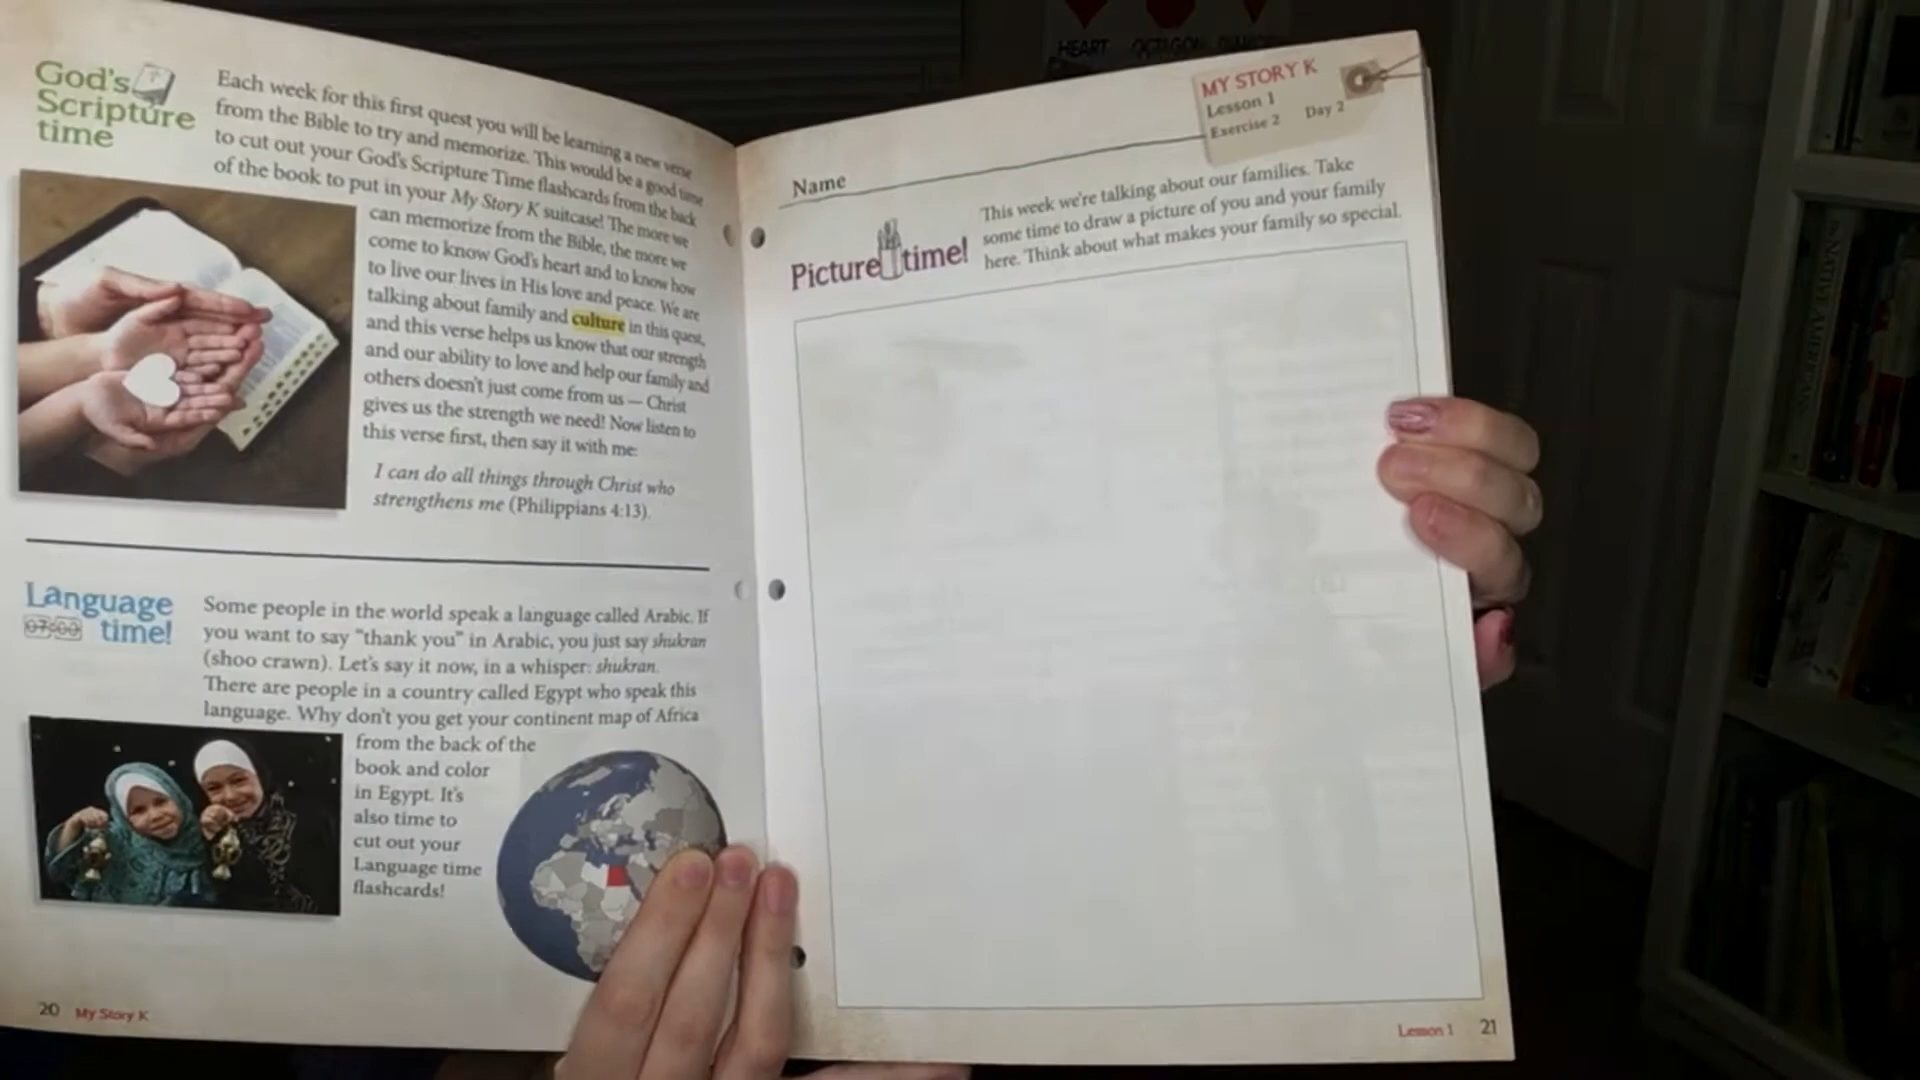 God's
Scripture
time
Each week for this first quest you will be learning a new verse
from the Bible to try and memorize. This would be a good time
to cut out your God's Scripture Time flashcards from the back
of the book to put in your My Story K suitcase! The more we
can memorize from the Bible, the more we
come to know God's heart and to know how
to live our lives in His love and peace. We are
talking about family and culture in this quest,
and this verse helps us know that our strength
and our ability to love and help our family and
others doesn't just come from us — Christ
gives us the strength we need! Now listen to
this verse first, then say it with me:
I can do all things through Christ who
strengthens me (Philippians 4:13).
Language
07:00 time!
Some people in the world speak a language called Arabic. If
you want to say "thank you" in Arabic, you just say shukran
(shoo crawn). Let's say it now, in a whisper: shukran.
There are people in a country called Egypt who speak this
language. Why don't you get your continent map of Africa
from the back of the
book and color
in Egypt. It's
also time to
cut out your
Language time
flashcards!
20 My Story K
MY STORY K
Lesson 1
Exercise 2 Day 2
Name
Picture time!
This week we're talking about our families. Take
some time to draw a picture of you and your family
here. Think about what makes your family so special.
Lesson 1 21
HEART OCTAGON
NATIVE AMERICANS